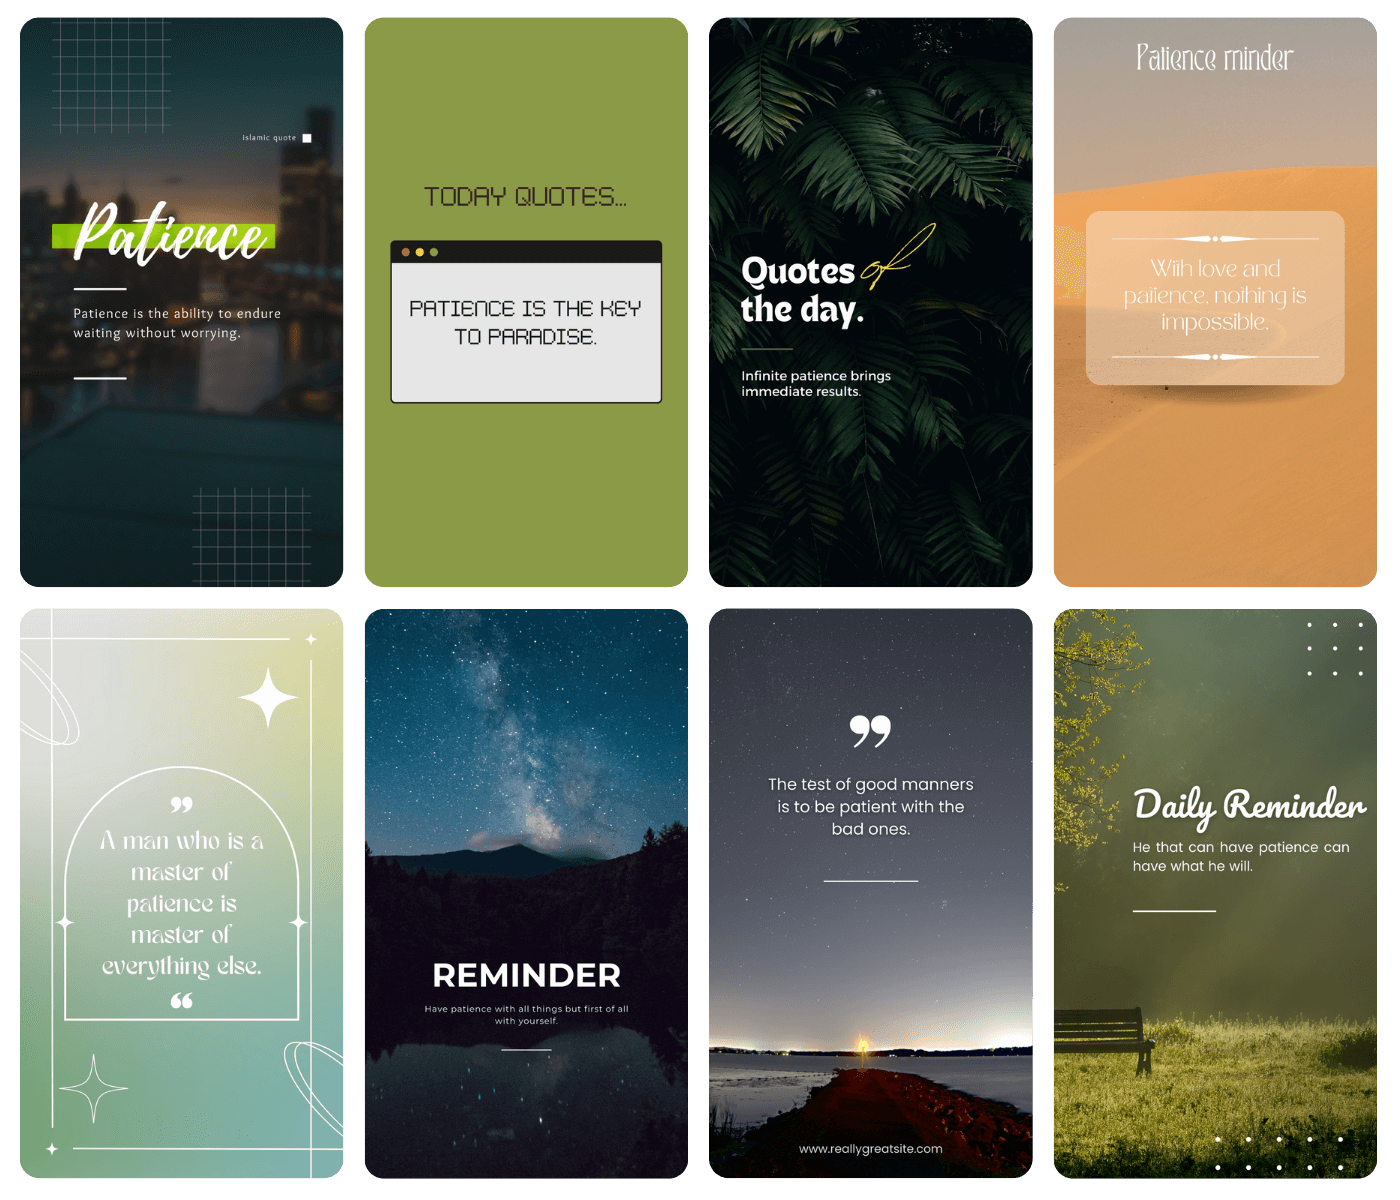 islamic quote
Patience
Patience is the ability to endure
waiting without worrying.
TODAY QUOTES...
PATIENCE IS THE KEY
TO PARADISE.
Quotes of
the day.
Infinite patience brings
immediate results.
Patience rninder
With love and
patience, nothing is
impossible.
”
A man who is a
master of
patience is
master of
everything else.
“
REMINDER
Have patience with all things but first of all
with yourself.
”
The test of good manners
is to be patient with the
bad ones.
www.reallygreatsite.com
Daily Reminder
He that can have patience can
have what he will.